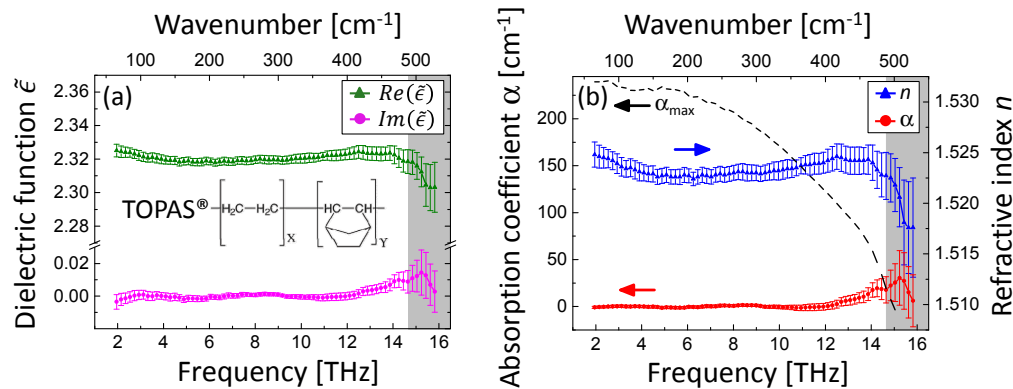 Wavenumber [cm⁻¹]
100 200 300 400 500
Dielectric function ε̃
2.36
2.34
2.32
2.30
2.28
0.02
0.00
(a)
Re(ε̃)
Im(ε̃)
TOPAS®
H₂C CH₂
X
HC CH
Y
2 4 6 8 10 12 14 16
Frequency [THz]
Wavenumber [cm⁻¹]
100 200 300 400 500
Absorption coefficient α [cm⁻¹]
200
150
100
50
0
(b)
αmax
n
α
1.530
1.525
1.520
1.515
1.510
Refractive index n
2 4 6 8 10 12 14 16
Frequency [THz]